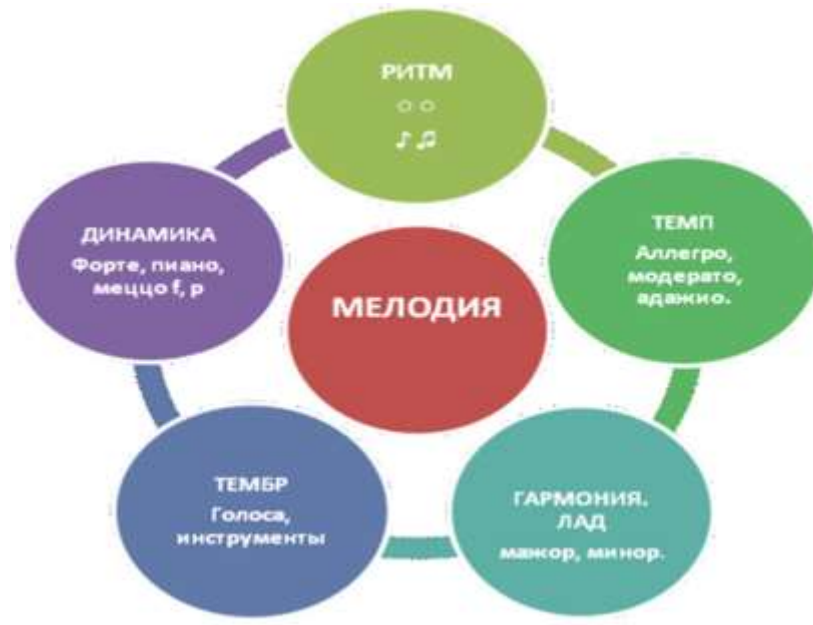 РИТМ
○ ○
♪ ♫
ТЕМП
Аллегро,
модерато,
адажио.
ГАРМОНИЯ.
ЛАД
мажор, минор.
ТЕМБР
Голоса,
инструменты
ДИНАМИКА
Форте, пиано,
меццо f, p
МЕЛОДИЯ